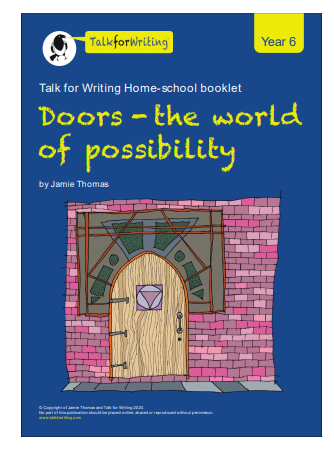 TalkforWriting
Year 6
Talk for Writing Home-school booklet
Doors – the world
of possibility
by Jamie Thomas
© Copyright of Jamie Thomas and Talk for Writing 2020.
No part of this publication should be placed online, shared or reproduced without permission.
www.talk4writing.com